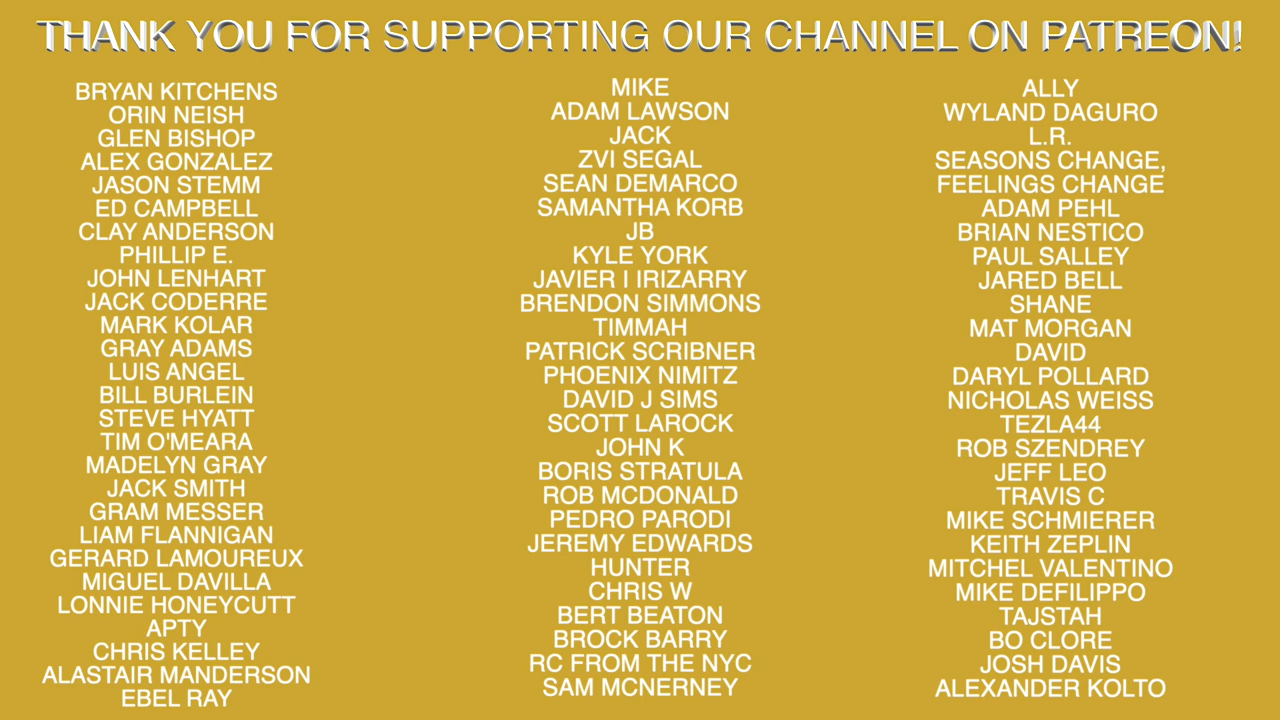 THANK YOU FOR SUPPORTING OUR CHANNEL ON PATREON!
BRYAN KITCHENS
ORIN NEISH
GLEN BISHOP
ALEX GONZALEZ
JASON STEMM
ED CAMPBELL
CLAY ANDERSON
PHILLIP E.
JOHN LENHART
JACK CODERRE
MARK KOLAR
GRAY ADAMS
LUIS ANGEL
BILL BURLEIN
STEVE HYATT
TIM O'MEARA
MADELYN GRAY
JACK SMITH
GRAM MESSER
LIAM FLANNIGAN
GERARD LAMOUREUX
MIGUEL DAVILLA
LONNIE HONEYCUTT
APTY
CHRIS KELLEY
ALASTAIR MANDERSON
EBEL RAY
MIKE
ADAM LAWSON
JACK
ZVI SEGAL
SEAN DEMARCO
SAMANTHA KORB
JB
KYLE YORK
JAVIER I IRIZARRY
BRENDON SIMMONS
TIMMAH
PATRICK SCRIBNER
PHOENIX NIMITZ
DAVID J SIMS
SCOTT LAROCK
JOHN K
BORIS STRATULA
ROB MCDONALD
PEDRO PARODI
JEREMY EDWARDS
HUNTER
CHRIS W
BERT BEATON
BROCK BARRY
RC FROM THE NYC
SAM MCNERNEY
ALLY
WYLAND DAGURO
L.R.
SEASONS CHANGE,
FEELINGS CHANGE
ADAM PEHL
BRIAN NESTICO
PAUL SALLEY
JARED BELL
SHANE
MAT MORGAN
DAVID
DARYL POLLARD
NICHOLAS WEISS
TEZLA44
ROB SZENDREY
JEFF LEO
TRAVIS C
MIKE SCHMIERER
KEITH ZEPLIN
MITCHEL VALENTINO
MIKE DEFILIPPO
TAJSTAH
BO CLORE
JOSH DAVIS
ALEXANDER KOLTO